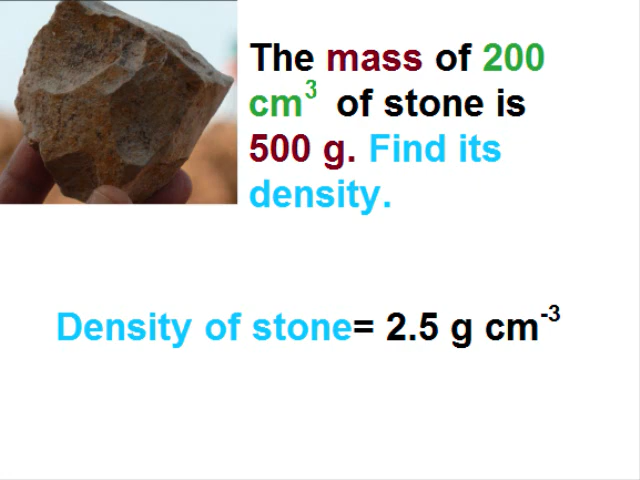 The mass of 200
cm³ of stone is
500 g. Find its
density.
Density of stone= 2.5 g cm⁻³